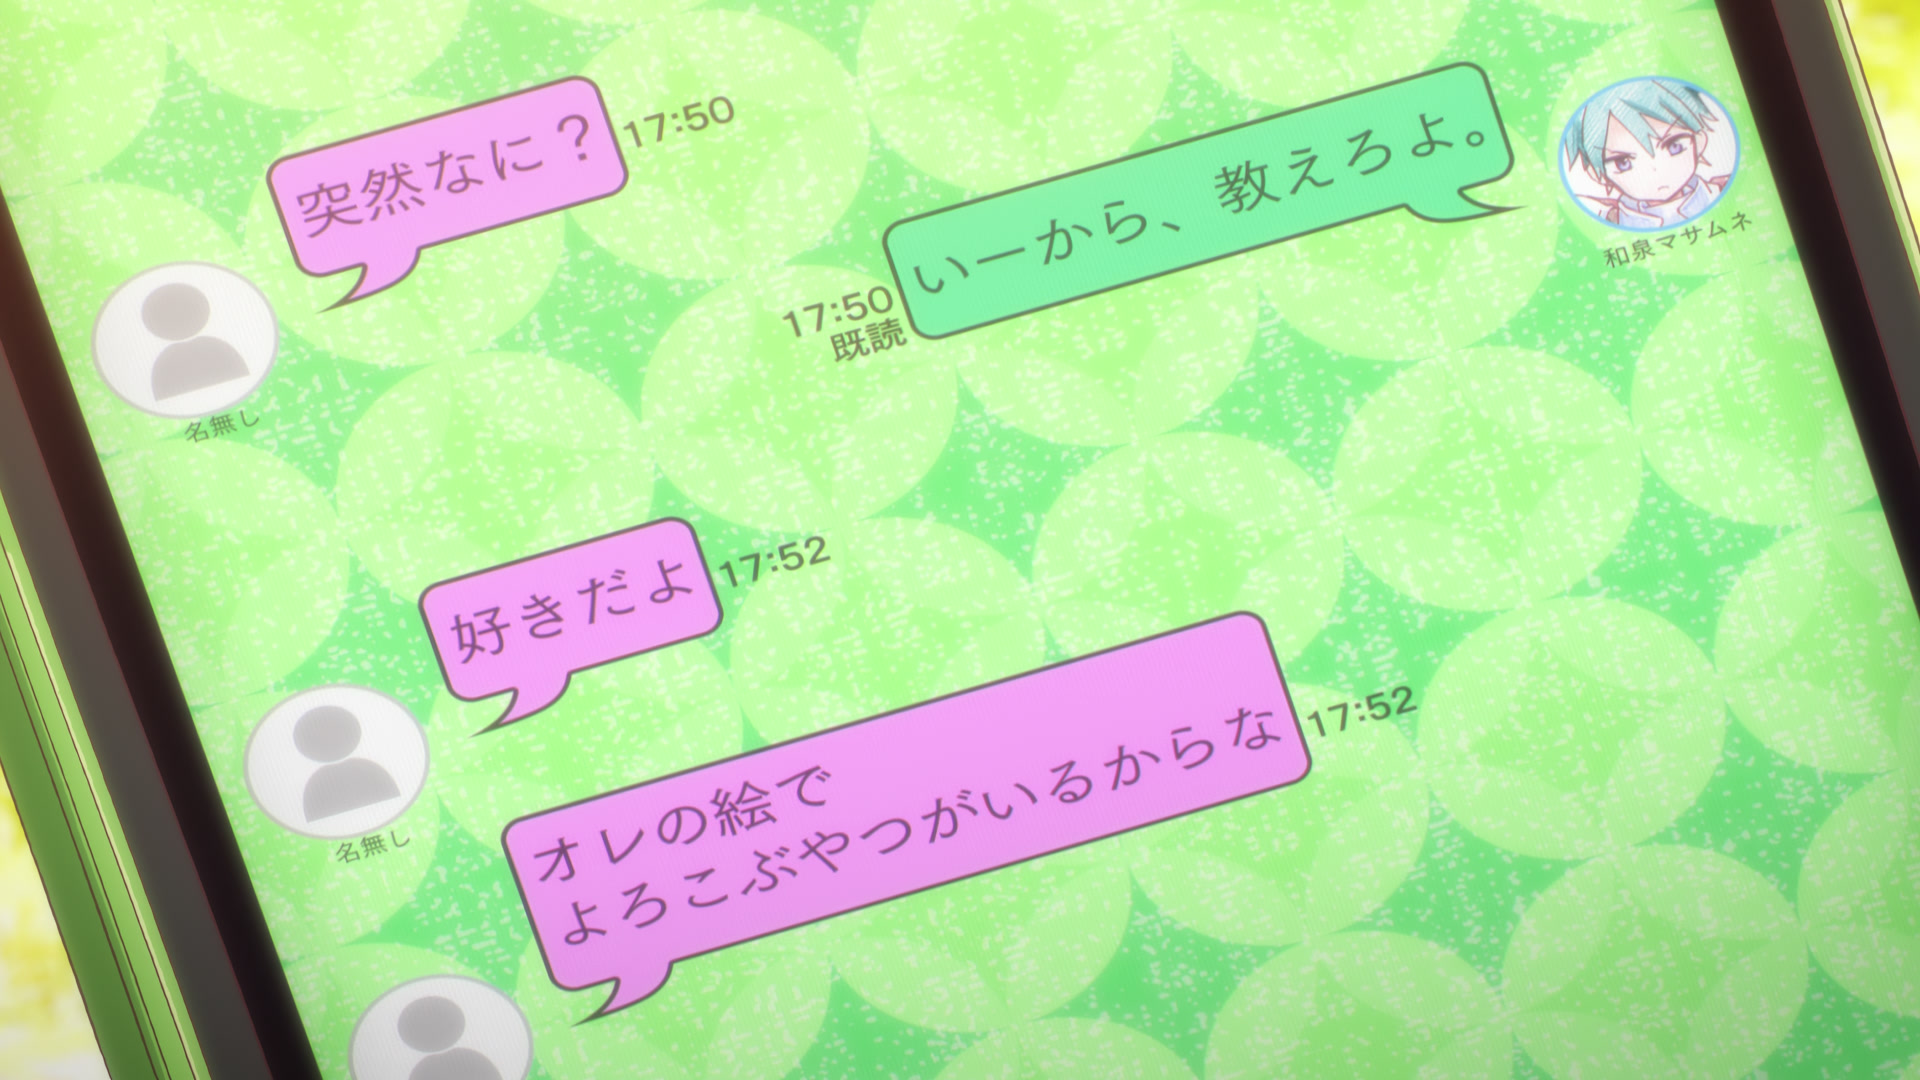 突然なに？
17:50
名無し
いーから、教えろよ。
17:50
既読
和泉マサムネ
好きだよ
17:52
名無し
オレの絵で
よろこぶやつがいるからな
17:52